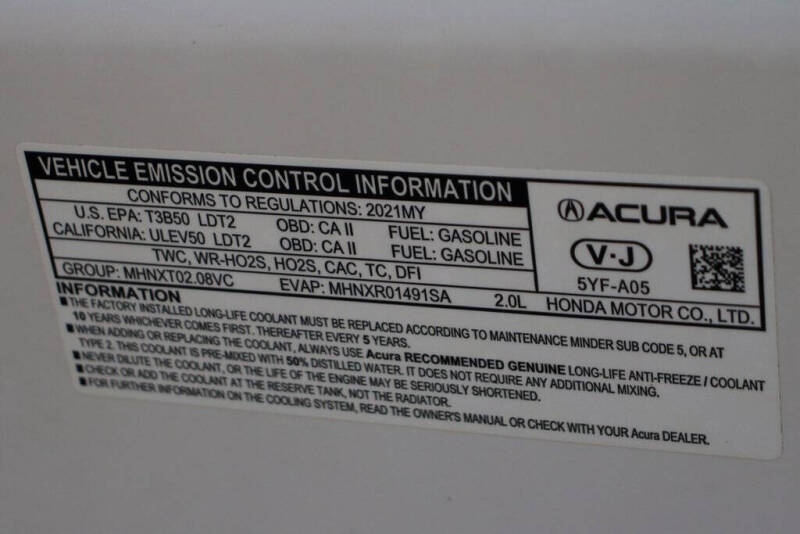 VEHICLE EMISSION CONTROL INFORMATION
CONFORMS TO REGULATIONS: 2021MY
U.S. EPA: T3B50 LDT2 OBD: CA II FUEL: GASOLINE
CALIFORNIA: ULEV50 LDT2 OBD: CA II FUEL: GASOLINE
TWC, WR-HO2S, HO2S, CAC, TC, DFI
GROUP: MHNXT02.08VC EVAP: MHNXR01491SA 2.0L
ACURA
V-J
5YF-A05
HONDA MOTOR CO., LTD.
INFORMATION
■THE FACTORY INSTALLED LONG-LIFE COOLANT MUST BE REPLACED ACCORDING TO MAINTENANCE MINDER SUB CODE 5, OR AT
10 YEARS WHICHEVER COMES FIRST. THEREAFTER EVERY 5 YEARS.
■WHEN ADDING OR REPLACING THE COOLANT, ALWAYS USE Acura RECOMMENDED GENUINE LONG-LIFE ANTI-FREEZE / COOLANT
TYPE 2. THIS COOLANT IS PRE-MIXED WITH 50% DISTILLED WATER. IT DOES NOT REQUIRE ANY ADDITIONAL MIXING.
■NEVER DILUTE THE COOLANT, OR THE LIFE OF THE ENGINE MAY BE SERIOUSLY SHORTENED.
■CHECK OR ADD THE COOLANT AT THE RESERVE TANK, NOT THE RADIATOR.
■FOR FURTHER INFORMATION ON THE COOLING SYSTEM, READ THE OWNER'S MANUAL OR CHECK WITH YOUR Acura DEALER.